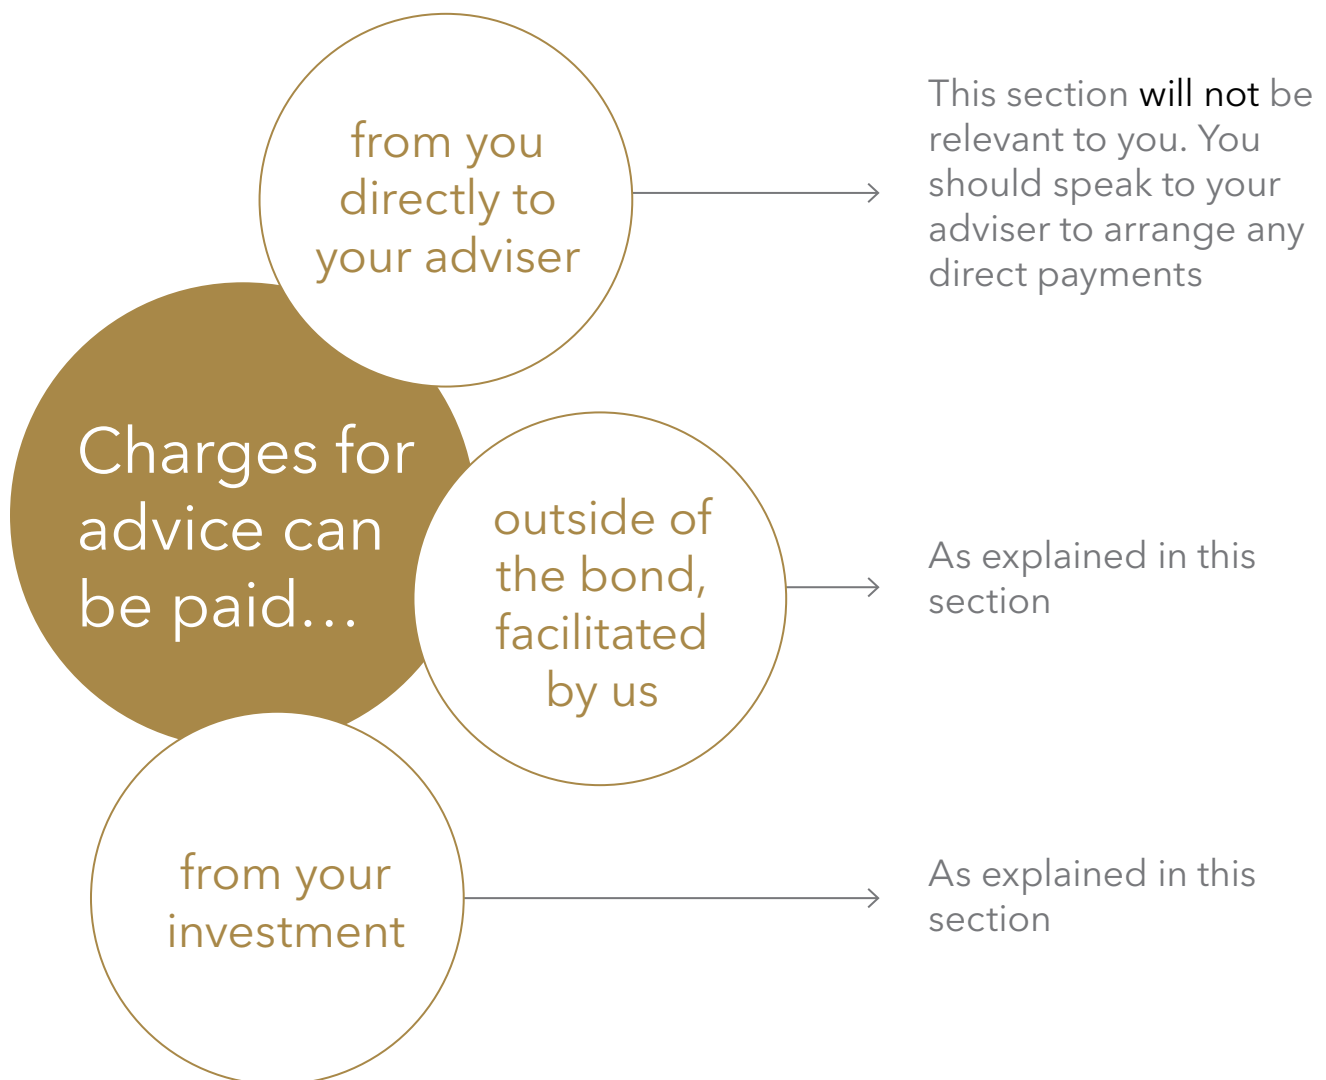 Charges for
advice can
be paid...
from you
directly to
your adviser
This section will not be
relevant to you. You
should speak to your
adviser to arrange any
direct payments
outside of
the bond,
facilitated
by us
As explained in this
section
from your
investment
As explained in this
section